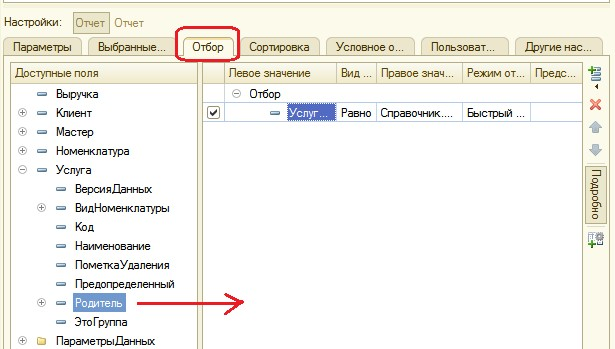 Настройки: Отчет Отчет
Параметры Выбранные... Отбор Сортировка Условное о... Пользоват... Другие нас...
Доступные поля
Выручка
Клиент
Мастер
Номенклатура
Услуга
ВерсияДанных
ВидНоменклатуры
Код
Наименование
ПометкаУдаления
Предопределенный
Родитель
ЭтоГруппа
ПараметрыДанных
Левое значение Вид ... Правое знач... Режим от... Предс...
Отбор
Услуг... Равно Справочник.... Быстрый ...
Подробно